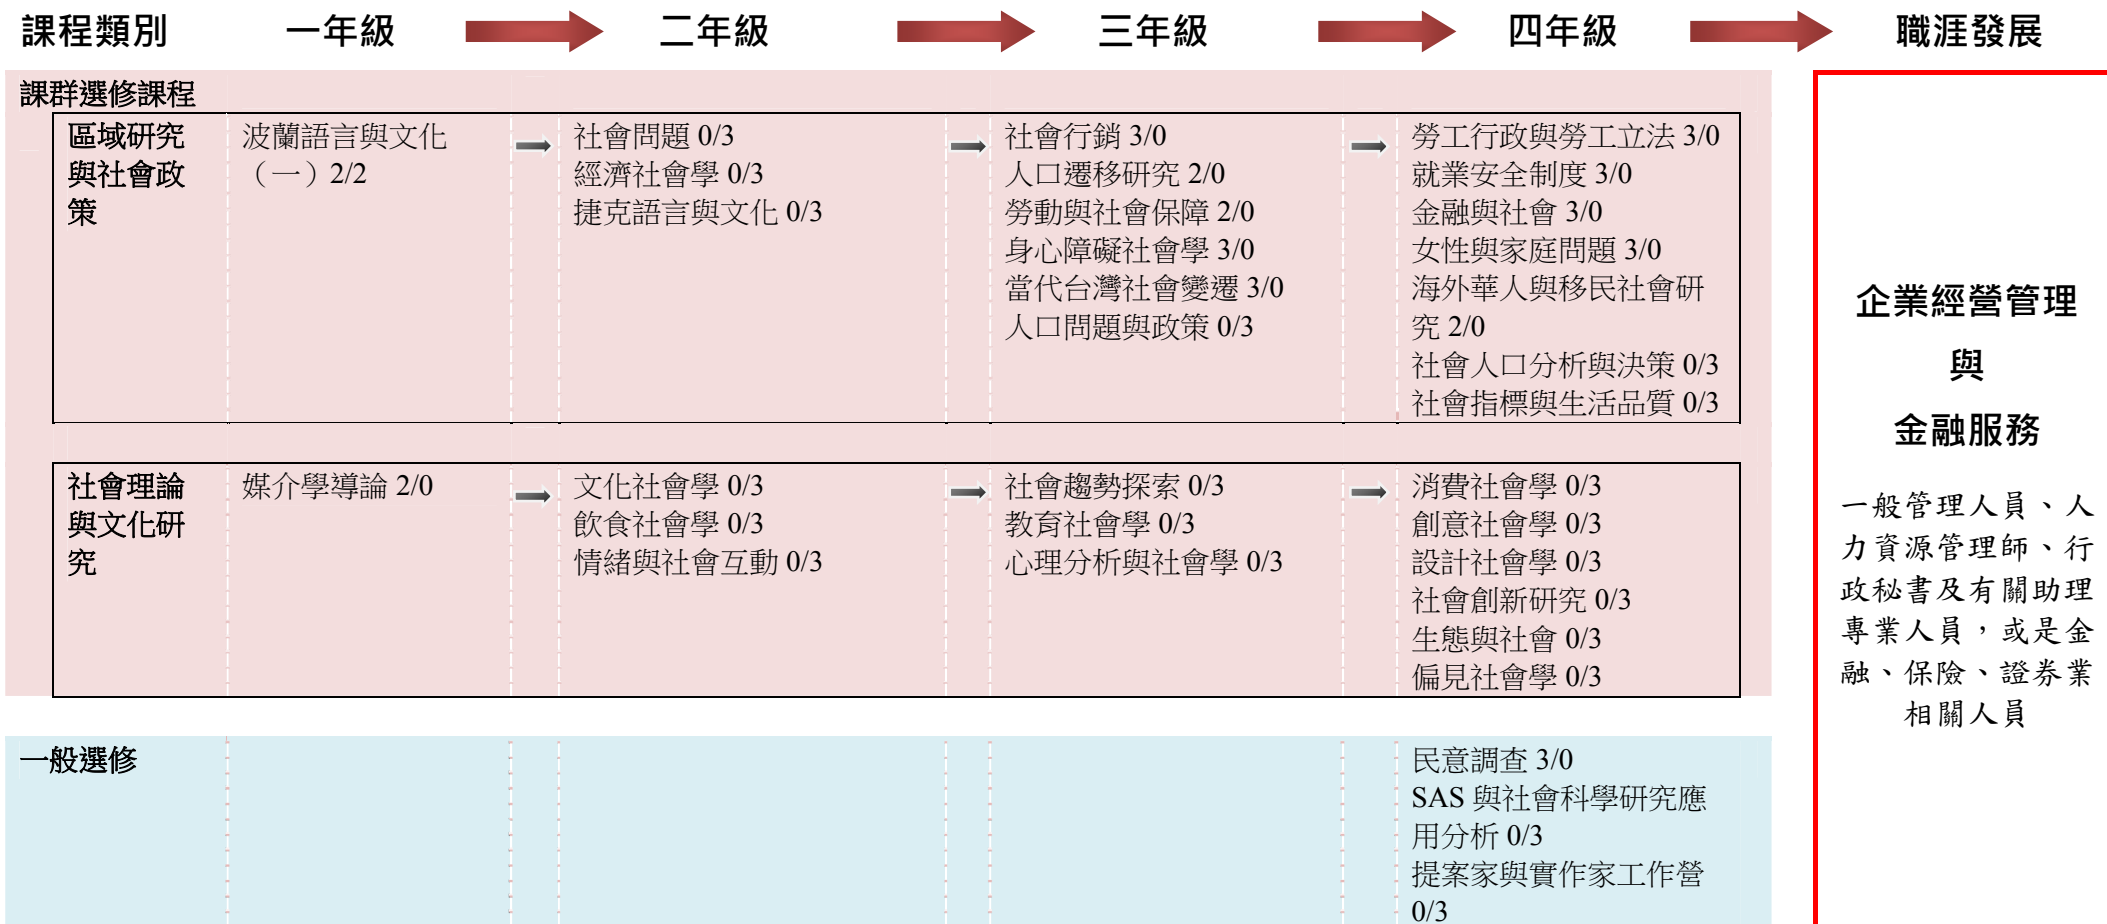 課程類別 一年級 二年級 三年級 四年級 職涯發展
課群選修課程
區域研究
與社會政
策
波蘭語言與文化
（一）2/2
社會問題 0/3
經濟社會學 0/3
捷克語言與文化 0/3
社會行銷 3/0
人口遷移研究 2/0
勞動與社會保障 2/0
身心障礙社會學 3/0
當代台灣社會變遷 3/0
人口問題與政策 0/3
勞工行政與勞工立法 3/0
就業安全制度 3/0
金融與社會 3/0
女性與家庭問題 3/0
海外華人與移民社會研
究 2/0
社會人口分析與決策 0/3
社會指標與生活品質 0/3
社會理論
與文化研
究
媒介學導論 2/0
文化社會學 0/3
飲食社會學 0/3
情緒與社會互動 0/3
社會趨勢探索 0/3
教育社會學 0/3
心理分析與社會學 0/3
消費社會學 0/3
創意社會學 0/3
設計社會學 0/3
社會創新研究 0/3
生態與社會 0/3
偏見社會學 0/3
一般選修
民意調查 3/0
SAS 與社會科學研究應
用分析 0/3
提案家與實作家工作營
0/3
企業經營管理
與
金融服務
一般管理人員、人
力資源管理師、行
政秘書及有關助理
專業人員，或是金
融、保險、證券業
相關人員